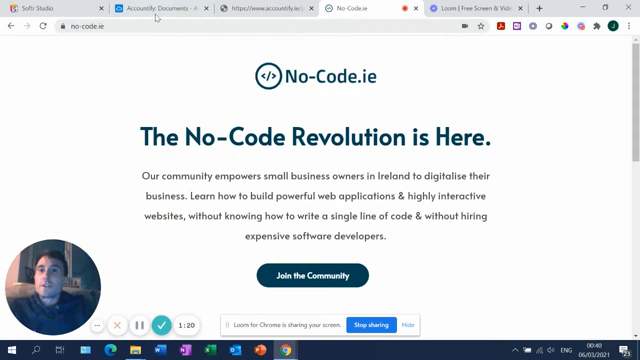 Softr Studio
Accountify: Documents - A
https://www.accountify.ie/
No-Code.ie
Loom | Free Screen & Vide
no-code.ie
</> No-Code.ie
The No-Code Revolution is Here.
Our community empowers small business owners in Ireland to digitalise their
business. Learn how to build powerful web applications & highly interactive
websites, without knowing how to write a single line of code & without hiring
expensive software developers.
Join the Community
1:20
Loom for Chrome is sharing your screen.
Stop sharing
Hide
ENG
00:40
06/03/2021